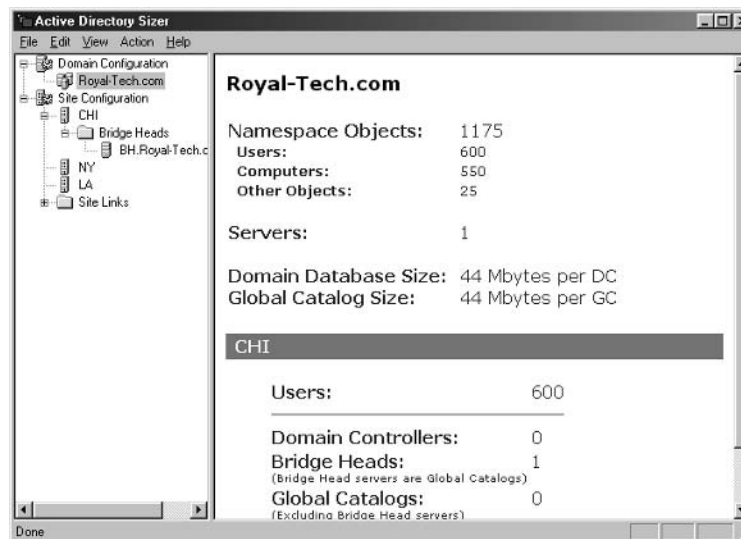 Active Directory Sizer
File Edit View Action Help
Domain Configuration
Royal-Tech.com
Site Configuration
CHI
Bridge Heads
BH.Royal-Tech.c
NY
LA
Site Links
Royal-Tech.com
Namespace Objects: 1175
Users: 600
Computers: 550
Other Objects: 25
Servers: 1
Domain Database Size: 44 Mbytes per DC
Global Catalog Size: 44 Mbytes per GC
CHI
Users: 600
Domain Controllers: 0
Bridge Heads: 1
(Bridge Head servers are Global Catalogs)
Global Catalogs: 0
(Excluding Bridge Head servers)
Done